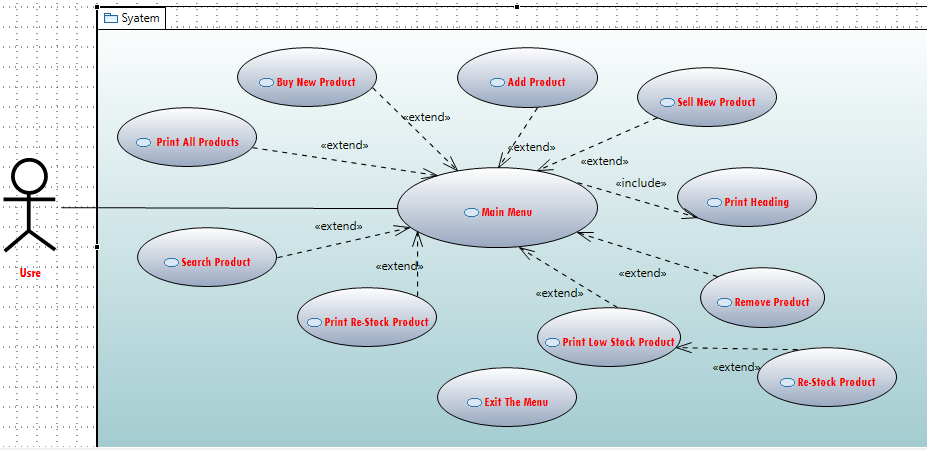 Syatem
Buy New Product
Add Product
Sell New Product
«extend»
Print All Products
«extend»
«extend»
«extend»
«include»
Print Heading
Main Menu
Usre
«extend»
Search Product
«extend»
«extend»
Remove Product
«extend»
Print Re-Stock Product
Print Low Stock Product
«extend»
Re-Stock Product
Exit The Menu